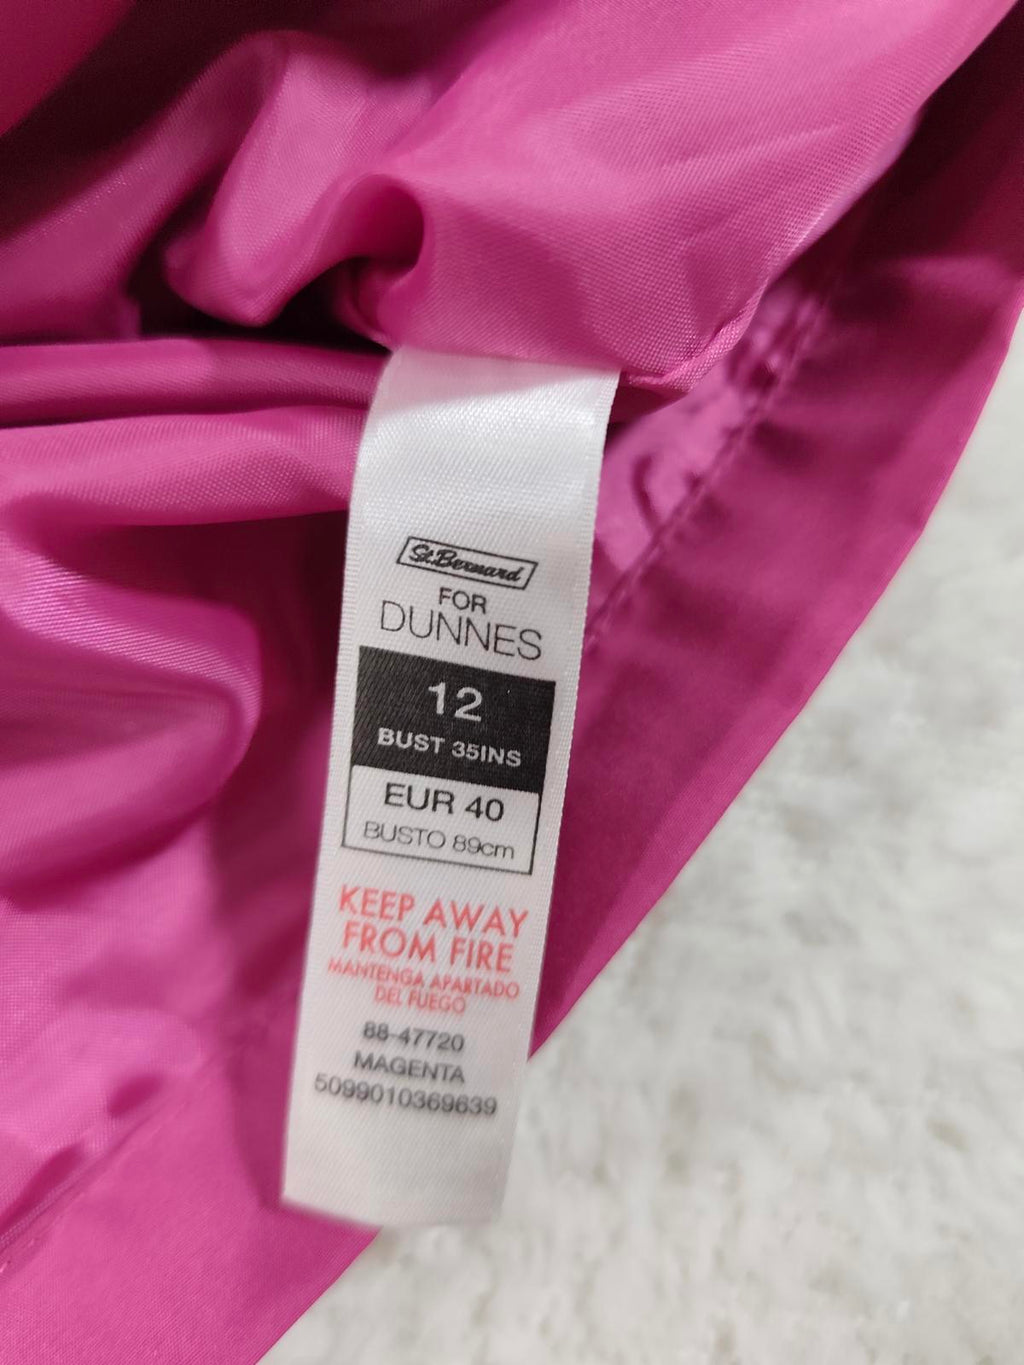 St.Bernard
FOR
DUNNES
12
BUST 35INS
EUR 40
BUSTO 89cm
KEEP AWAY
FROM FIRE
MANTENGA APARTADO
DEL FUEGO
88-47720
MAGENTA
5099010369639